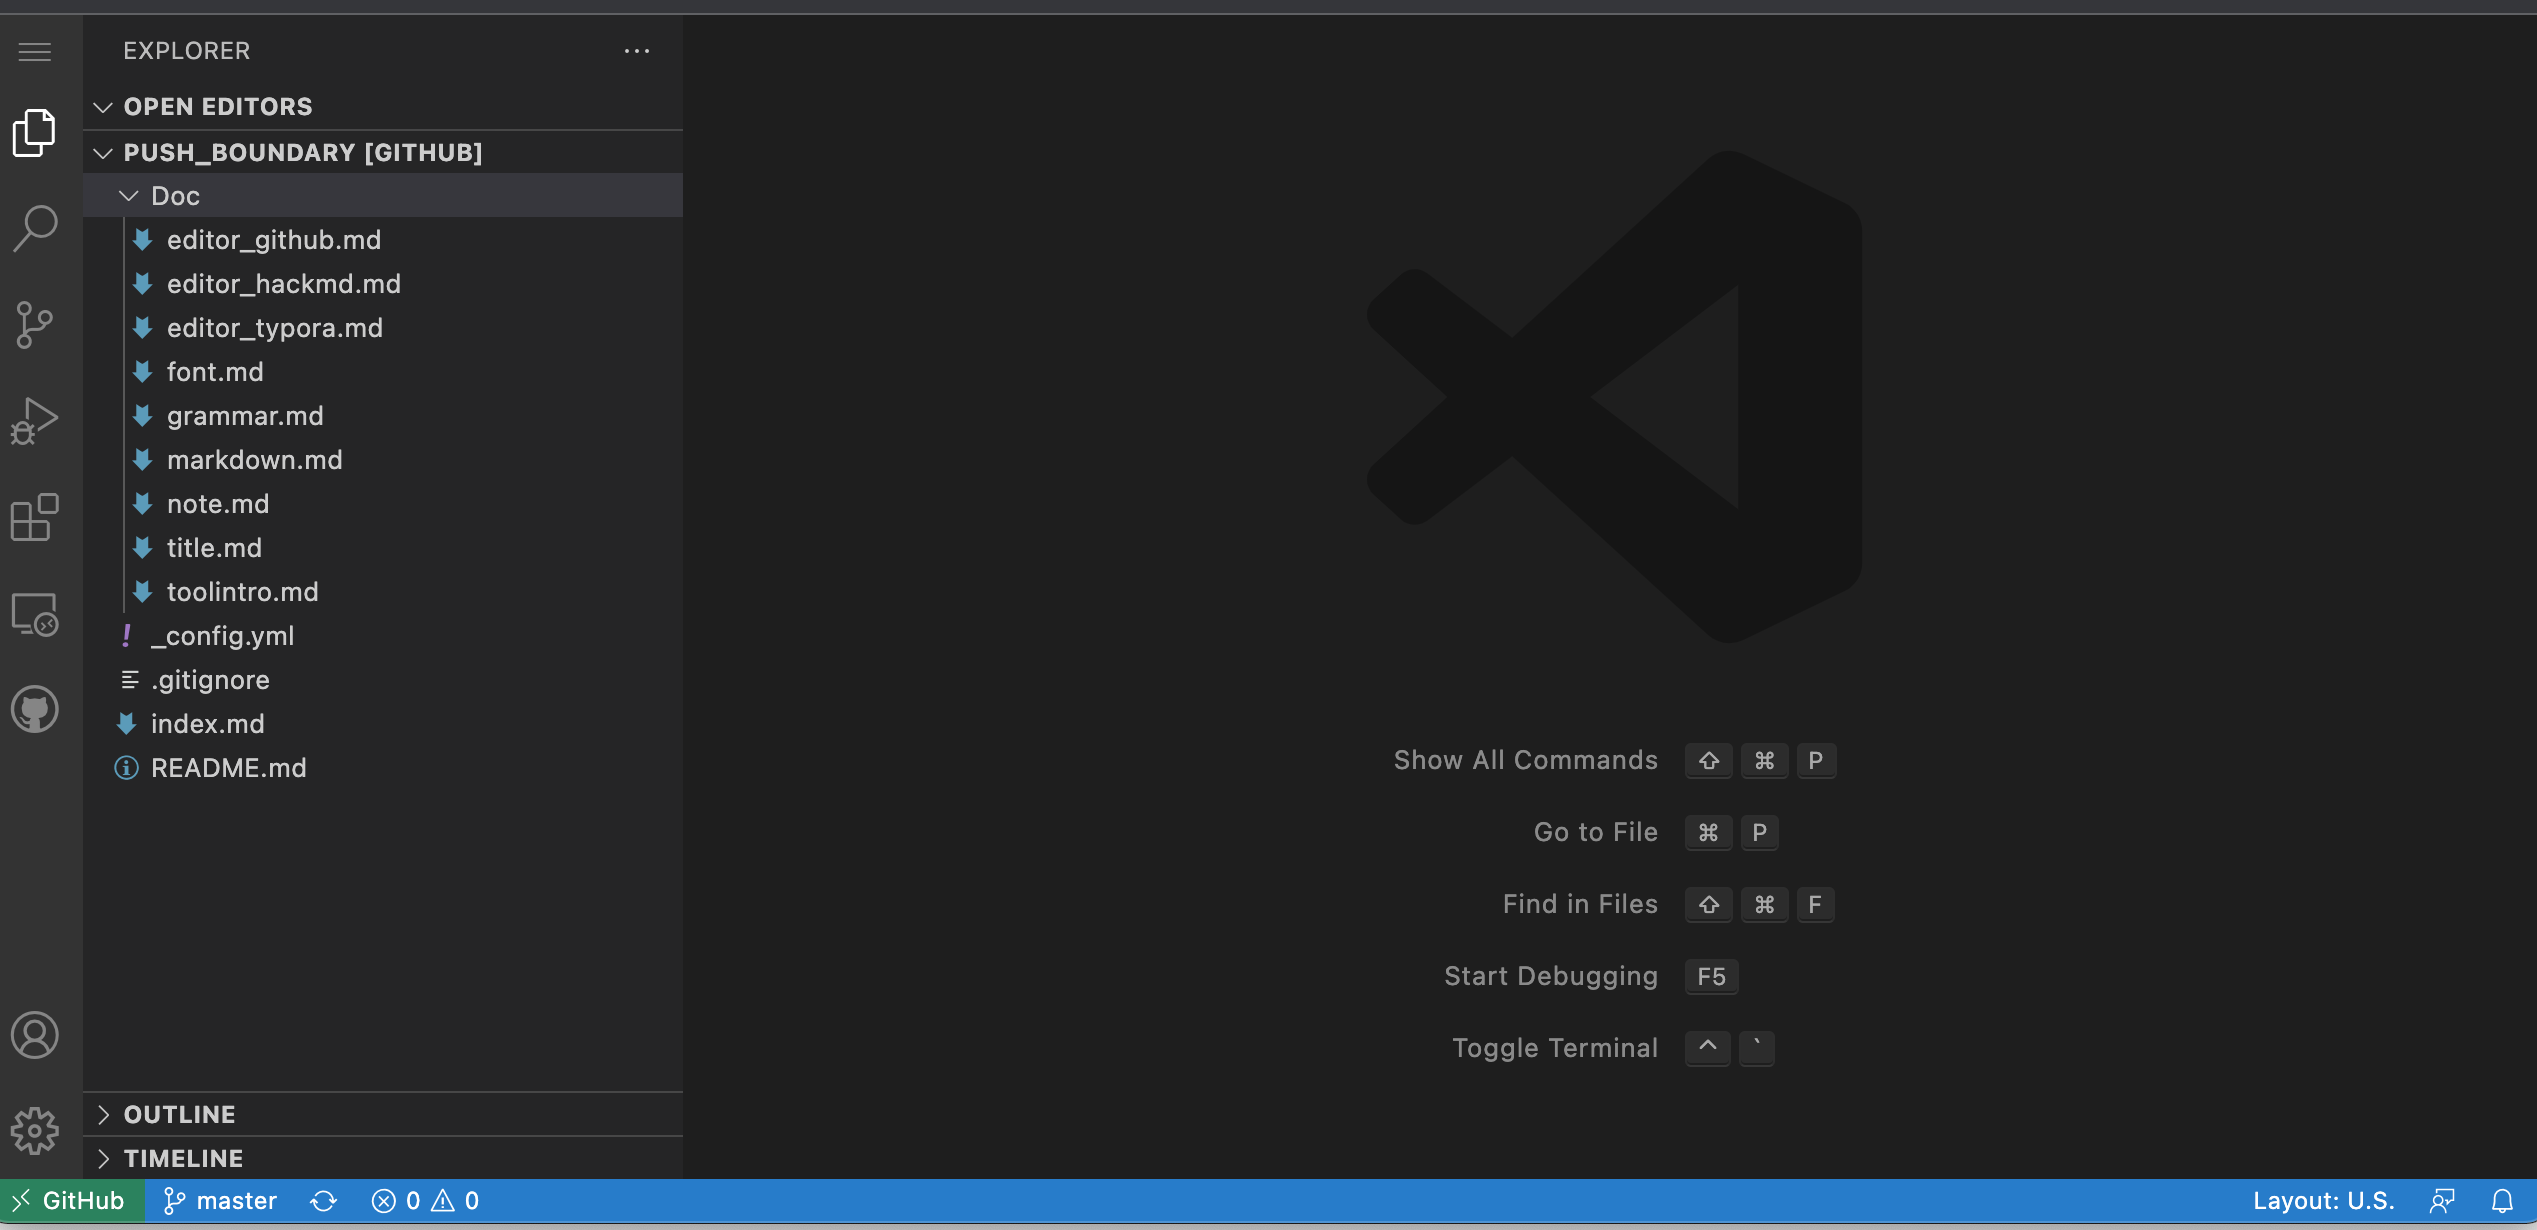 EXPLORER
OPEN EDITORS
PUSH_BOUNDARY [GITHUB]
Doc
editor_github.md
editor_hackmd.md
editor_typora.md
font.md
grammar.md
markdown.md
note.md
title.md
toolintro.md
! _config.yml
.gitignore
index.md
README.md
OUTLINE
TIMELINE
Show All Commands ⇧ ⌘ P
Go to File ⌘ P
Find in Files ⇧ ⌘ F
Start Debugging F5
Toggle Terminal ^ `
GitHub master 0 0 Layout: U.S.